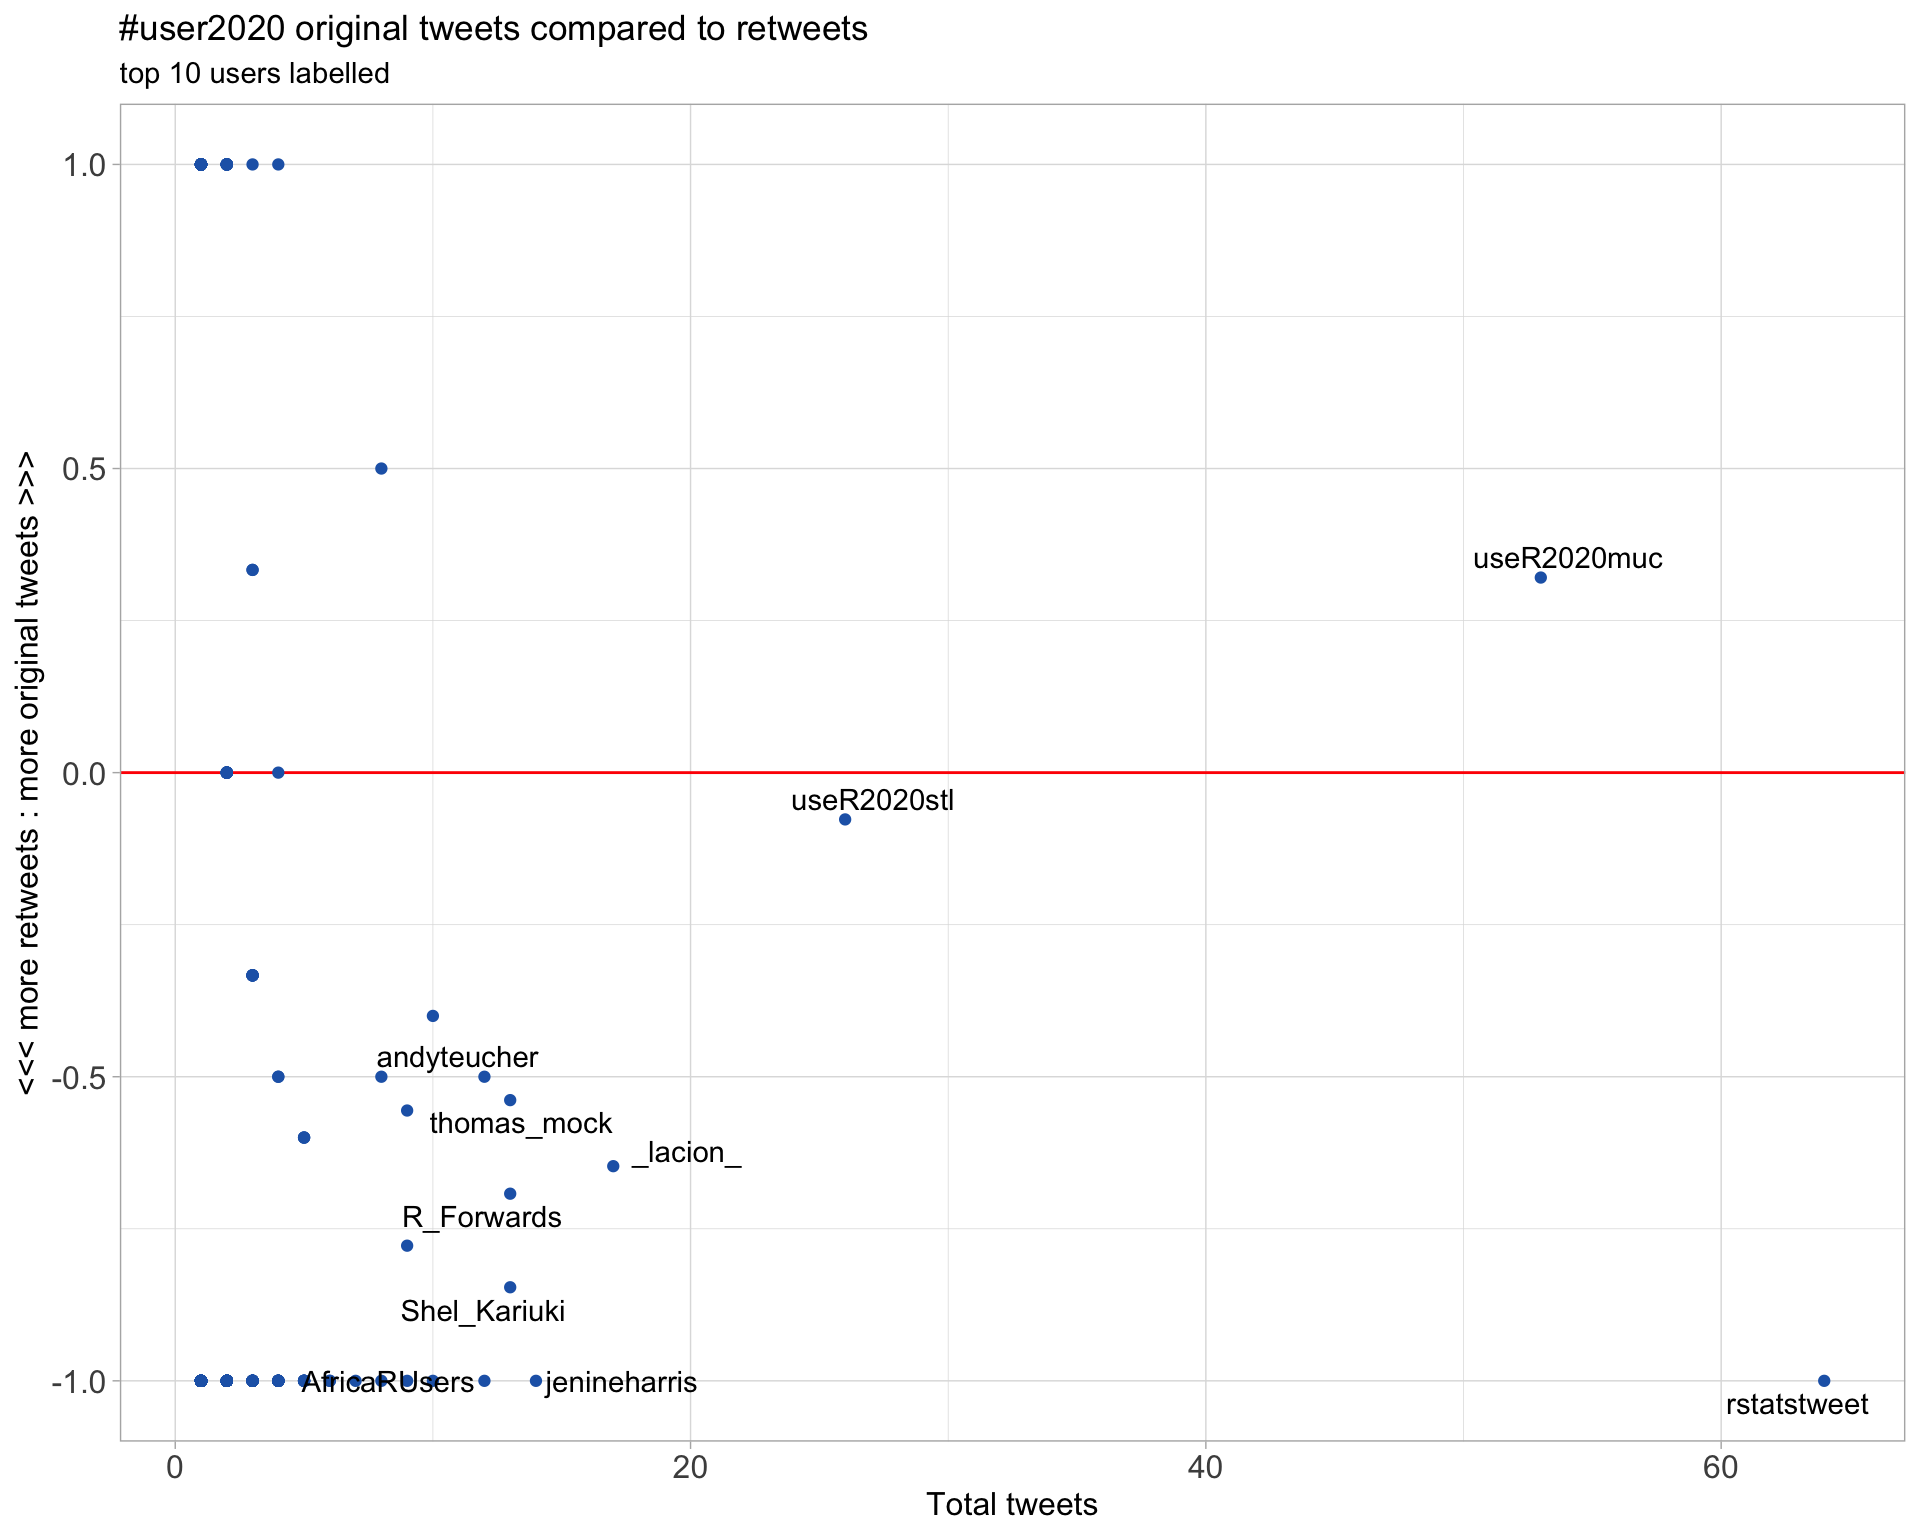 #user2020 original tweets compared to retweets
top 10 users labelled
<<< more retweets : more original tweets >>>
1.0
0.5
0.0
-0.5
-1.0
useR2020muc
useR2020stl
andyteucher
thomas_mock
_lacion_
R_Forwards
Shel_Kariuki
AfricaRUsers
jenineharris
rstatstweet
0
20
40
60
Total tweets